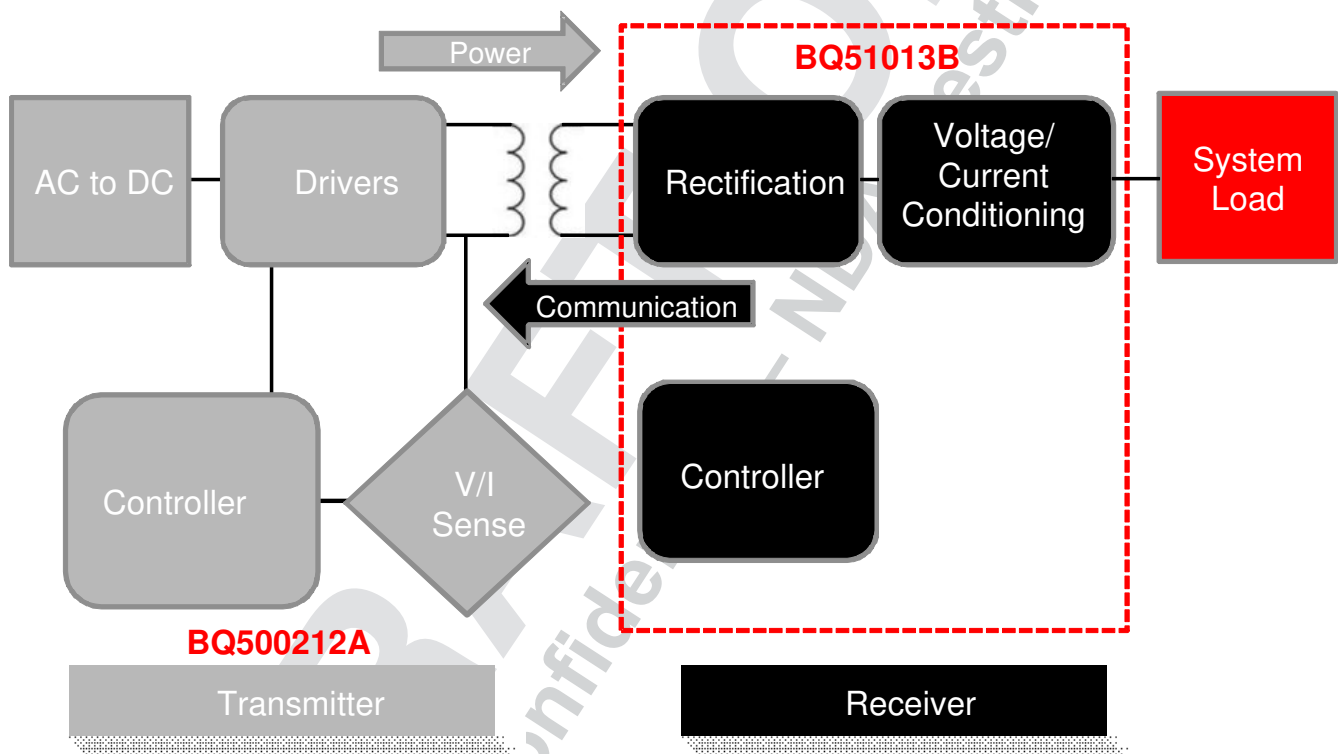 Power
BQ51013B
AC to DC
Drivers
Rectification
Voltage/
Current
Conditioning
System
Load
Communication
Controller
V/I
Sense
Controller
BQ500212A
Transmitter
Receiver